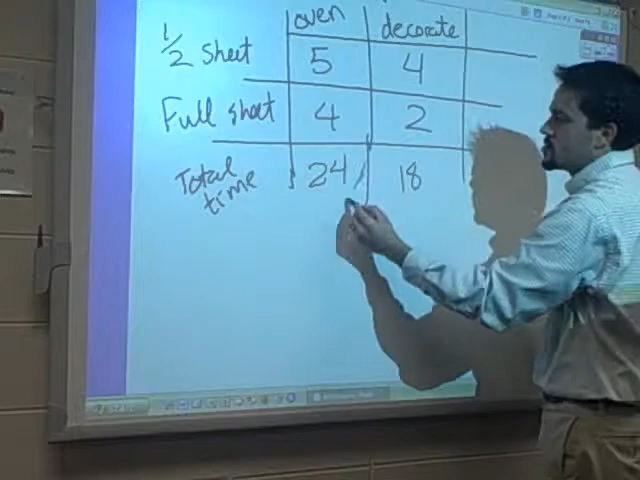 oven decorate
1/2 Sheet 5 4
Full sheet 4 2
Total time 24 18